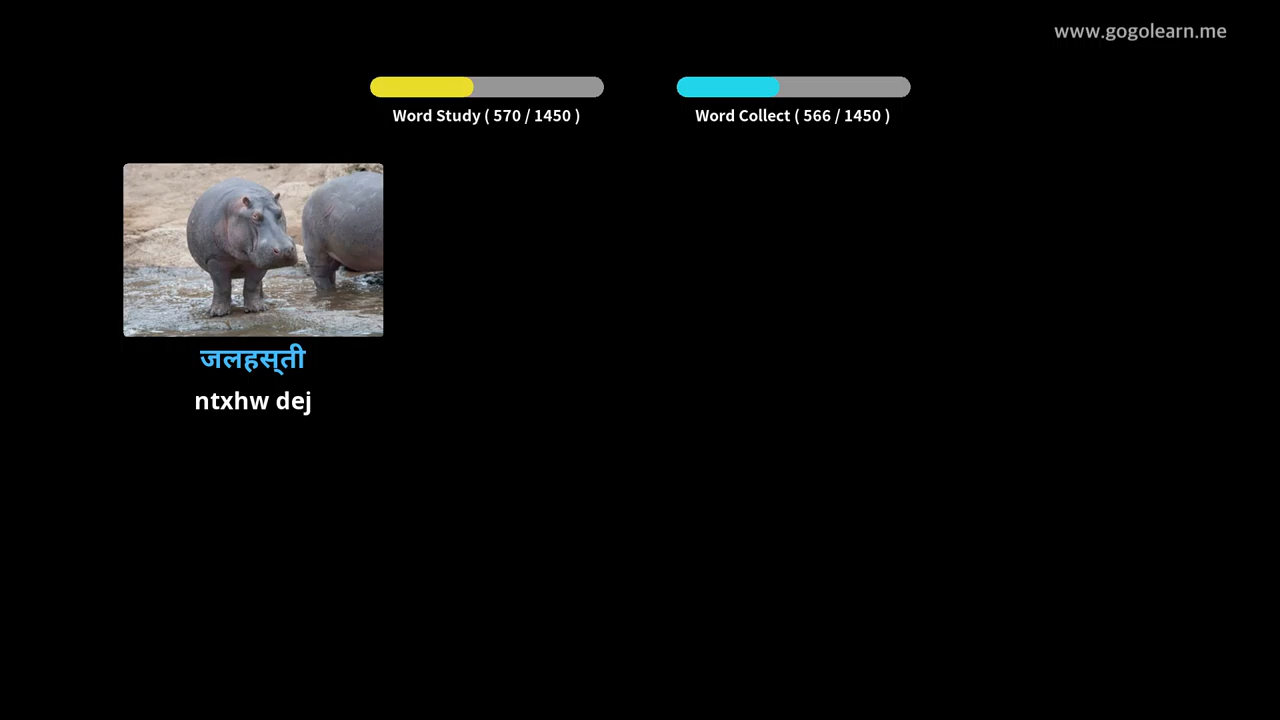 www.gogolearn.me
Word Study ( 570 / 1450 )
Word Collect ( 566 / 1450 )
जलहस्ती
ntxhw dej